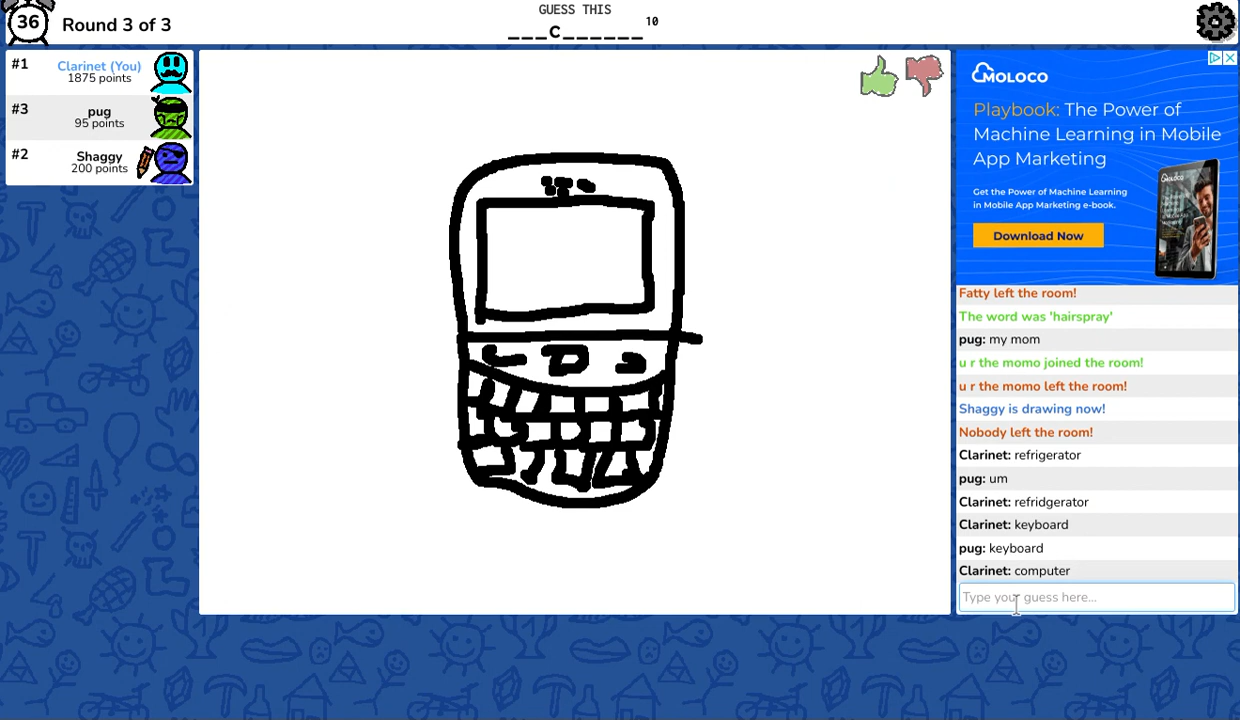 36
Round 3 of 3
GUESS THIS
___C______ 10
#1
Clarinet (You)
1875 points
#3
pug
95 points
#2
Shaggy
200 points
MOLOCO
Playbook: The Power of
Machine Learning in Mobile
App Marketing
Get the Power of Machine Learning
in Mobile App Marketing e-book.
Download Now
Fatty left the room!
The word was 'hairspray'
pug: my mom
u r the momo joined the room!
u r the momo left the room!
Shaggy is drawing now!
Nobody left the room!
Clarinet: refrigerator
pug: um
Clarinet: refridgerator
Clarinet: keyboard
pug: keyboard
Clarinet: computer
Type your guess here...